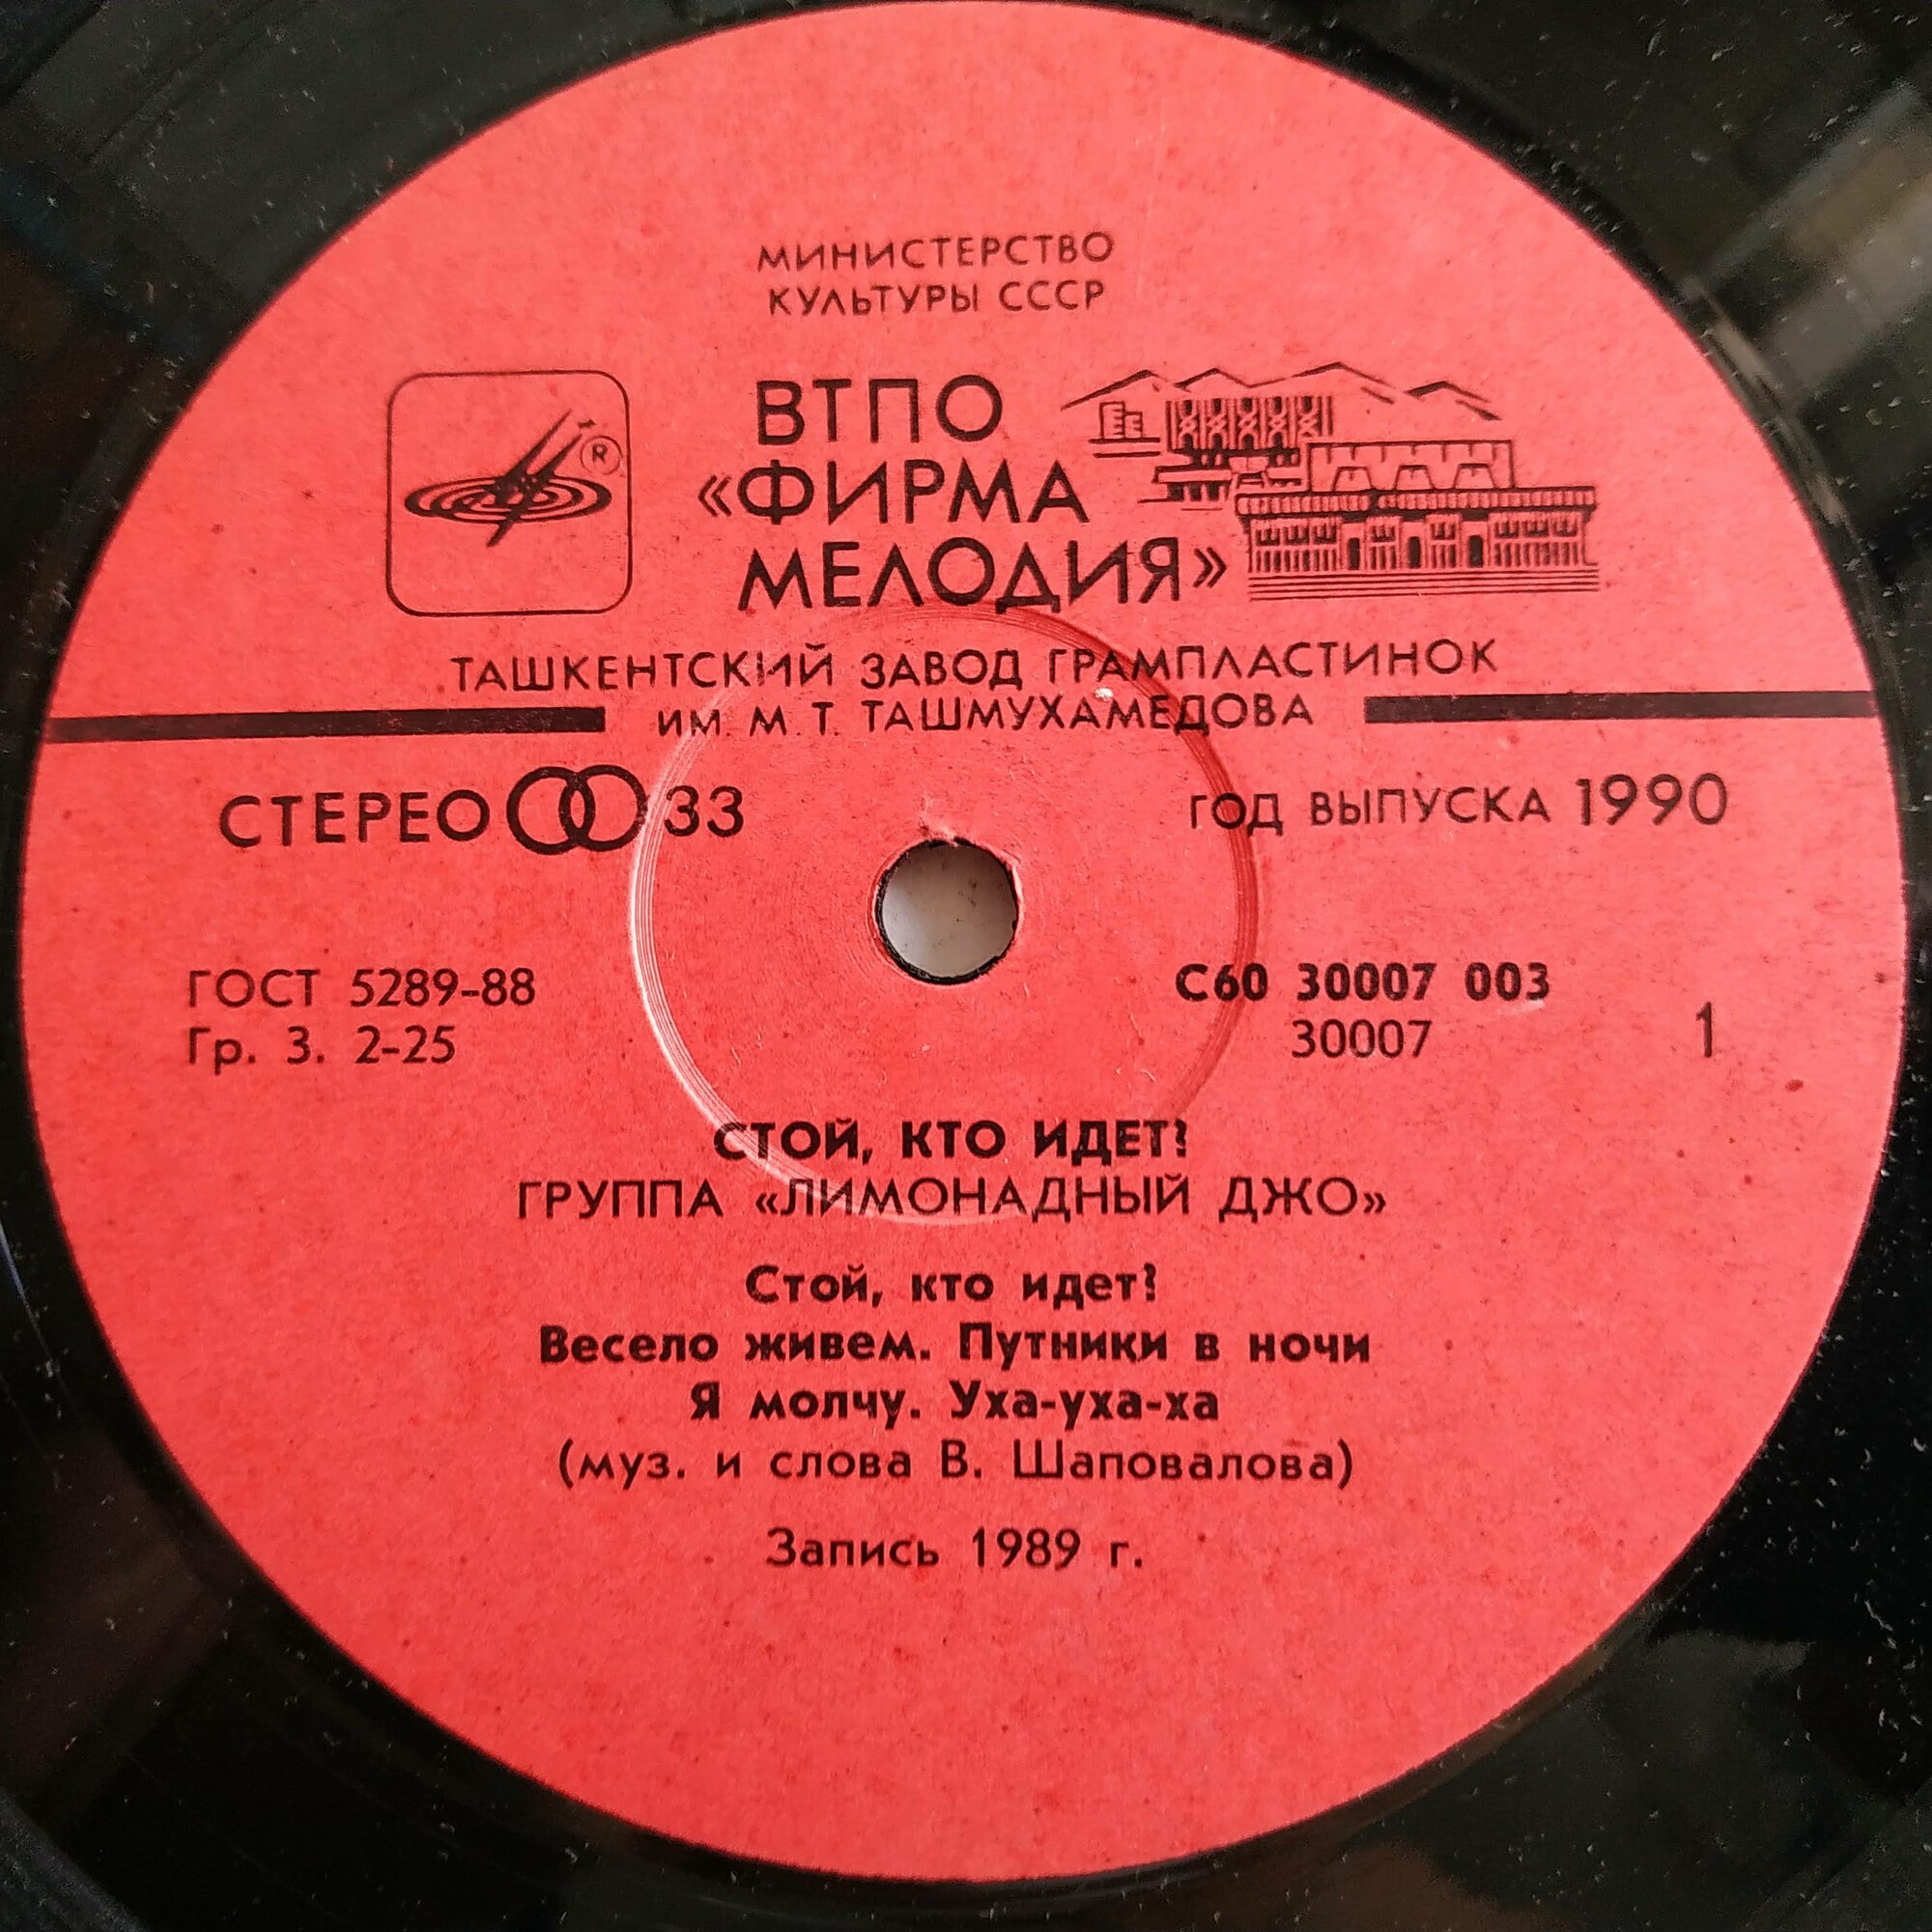 МИНИСТЕРСТВО
КУЛЬТУРЫ СССР
ВТПО
«ФИРМА
МЕЛОДИЯ»
®
ТАШКЕНТСКИЙ ЗАВОД ГРАМПЛАСТИНОК
ИМ. М. Т. ТАШМУХАМЕДОВА
СТЕРЕО 33
ГОД ВЫПУСКА 1990
ГОСТ 5289-88
Гр. 3. 2-25
С60 30007 003
30007
1
СТОЙ, КТО ИДЕТ?
ГРУППА «ЛИМОНАДНЫЙ ДЖО»
Стой, кто идет?
Весело живем. Путники в ночи
Я молчу. Уха-уха-ха
(муз. и слова В. Шаповалова)
Запись 1989 г.